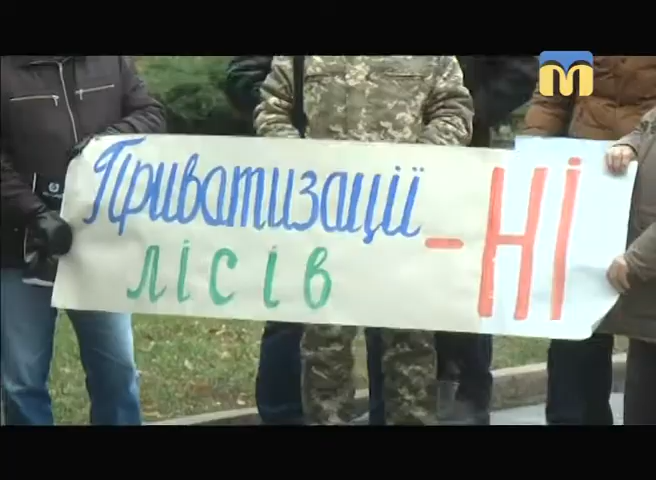 Приватизації
лісів
- НІ